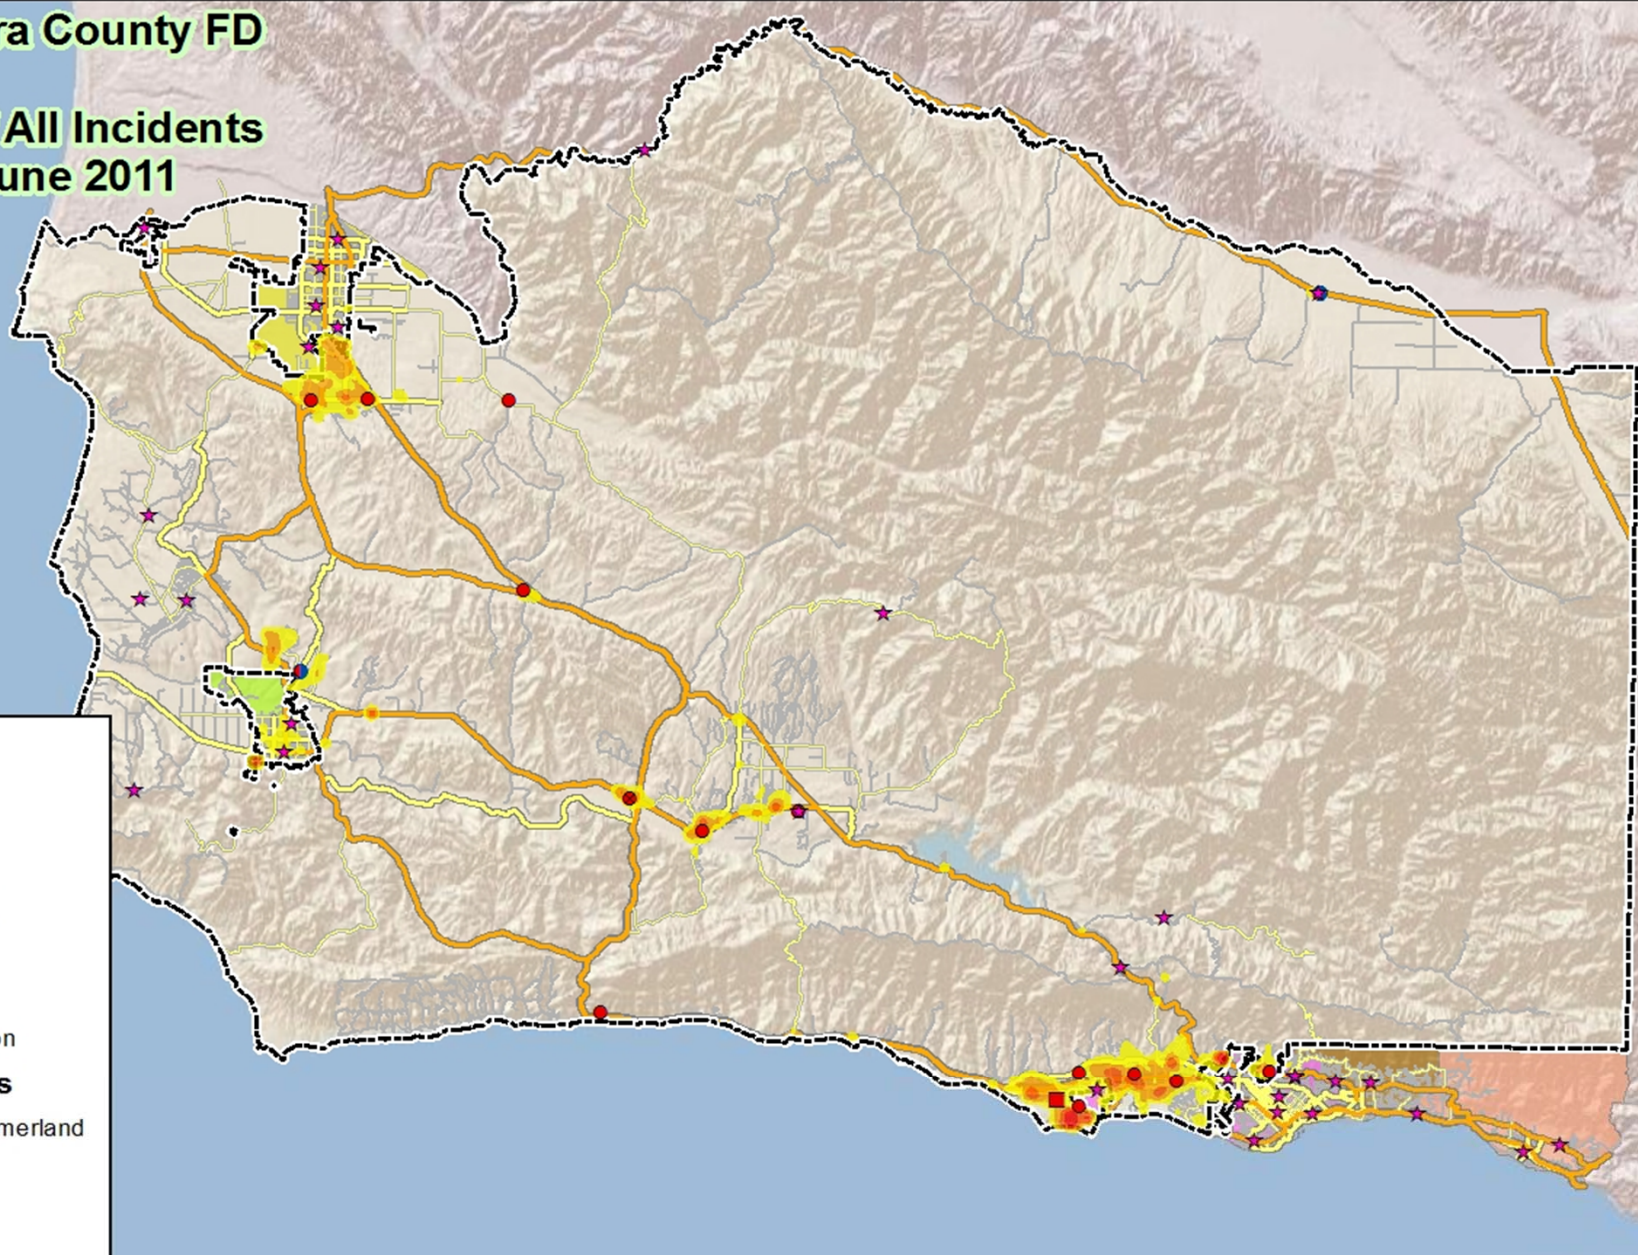 ra County FD
All Incidents
une 2011
on
s
merland